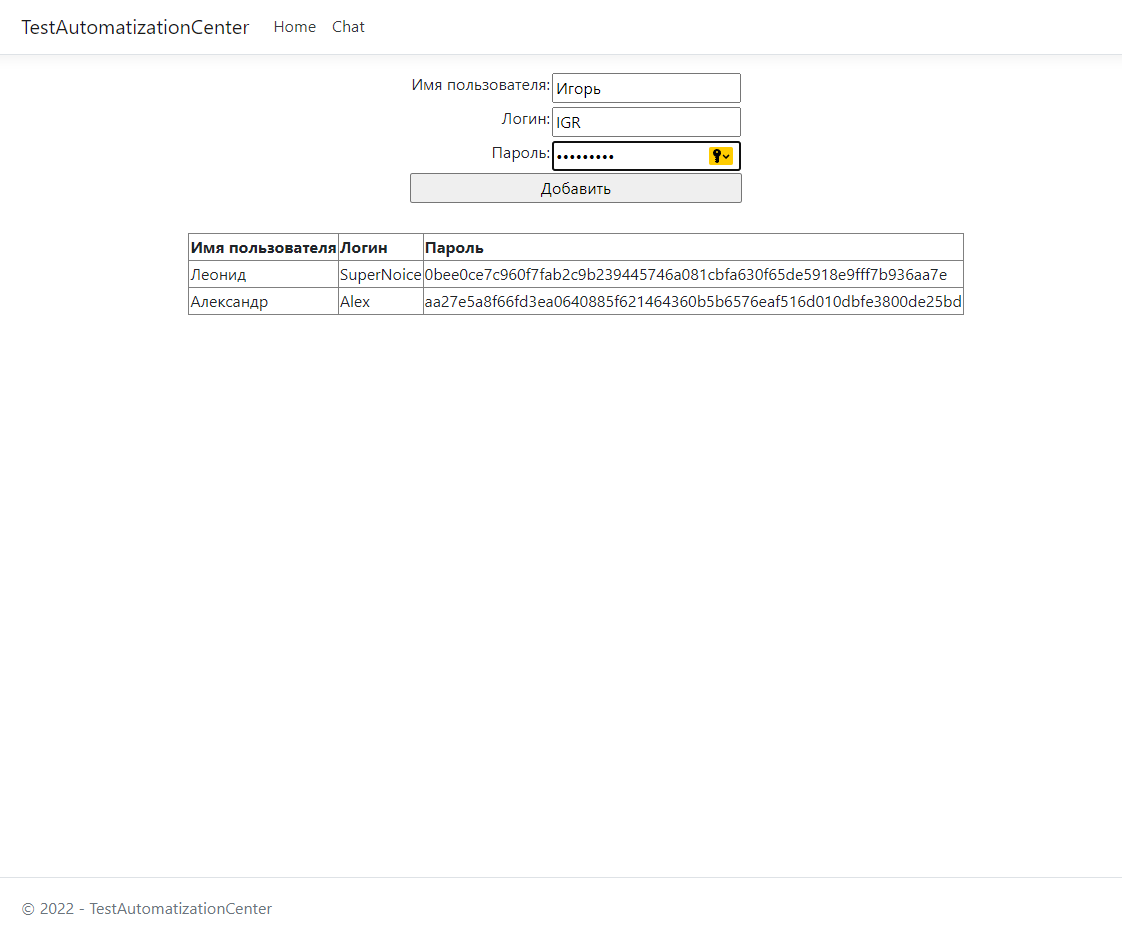 TestAutomatizationCenter Home Chat
Имя пользователя: Игорь
Логин: IGR
Пароль: •••••••••
Добавить
Имя пользователя Логин Пароль
Леонид SuperNoice 0bee0ce7c960f7fab2c9b239445746a081cbfa630f65de5918e9fff7b936aa7e
Александр Alex aa27e5a8f66fd3ea0640885f621464360b5b6576eaf516d010dbfe3800de25bd
© 2022 - TestAutomatizationCenter